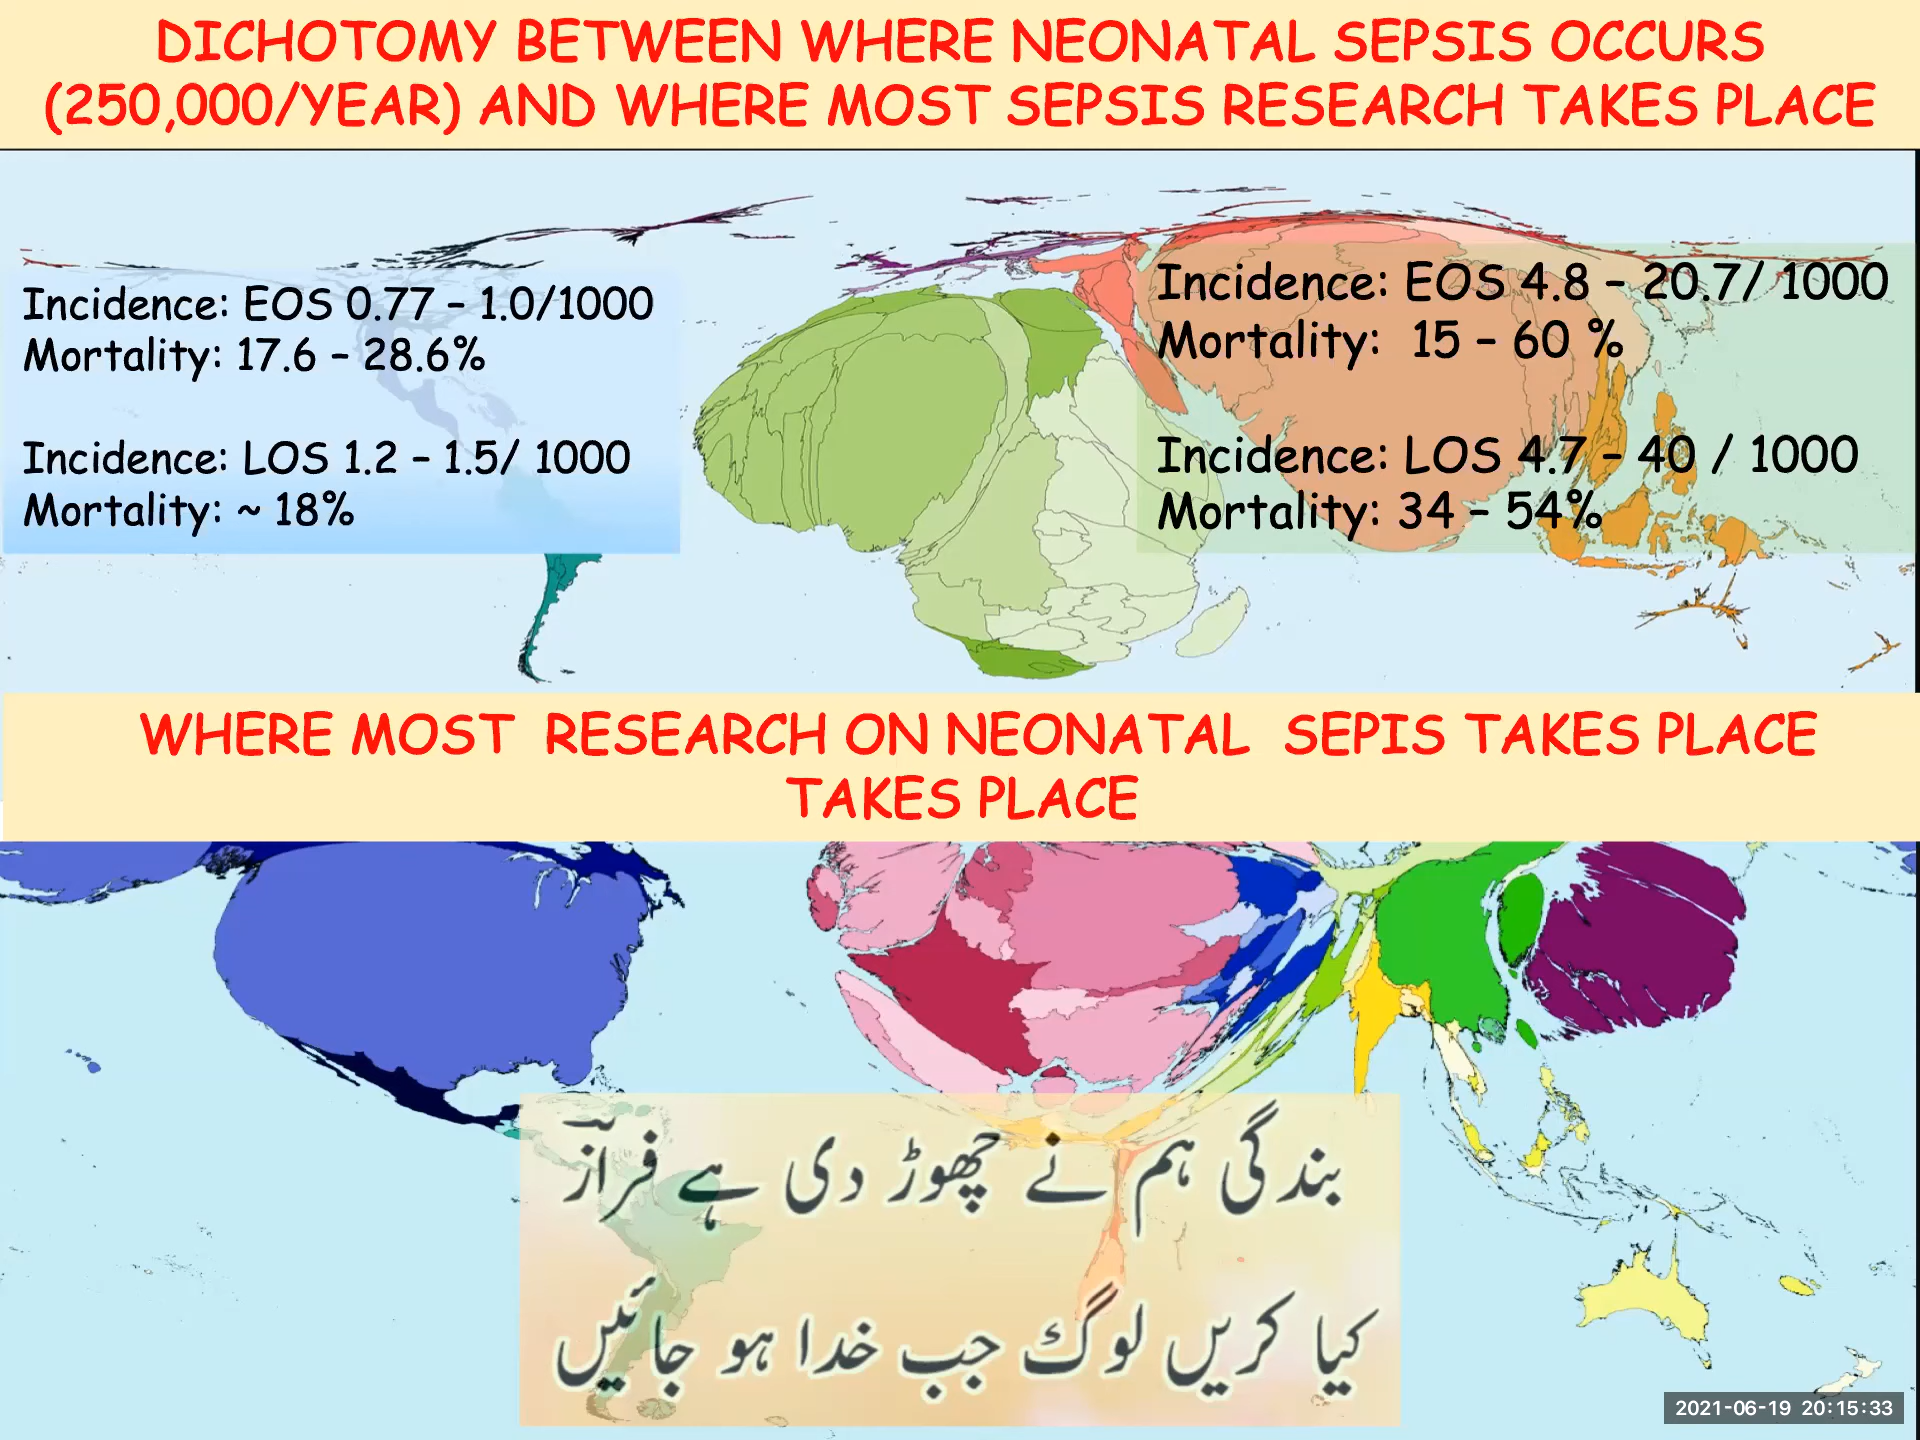 DICHOTOMY BETWEEN WHERE NEONATAL SEPSIS OCCURS
(250,000/YEAR) AND WHERE MOST SEPSIS RESEARCH TAKES PLACE
Incidence: EOS 0.77 – 1.0/1000
Mortality: 17.6 – 28.6%
Incidence: LOS 1.2 – 1.5/ 1000
Mortality: ~ 18%
Incidence: EOS 4.8 – 20.7/ 1000
Mortality: 15 – 60 %
Incidence: LOS 4.7 – 40 / 1000
Mortality: 34 – 54%
WHERE MOST RESEARCH ON NEONATAL SEPIS TAKES PLACE
TAKES PLACE
بندگی ہم نے چھوڑ دی ہے فرازؔ
کیا کریں لوگ جب خدا ہو جائیں
2021-06-19 20:15:33